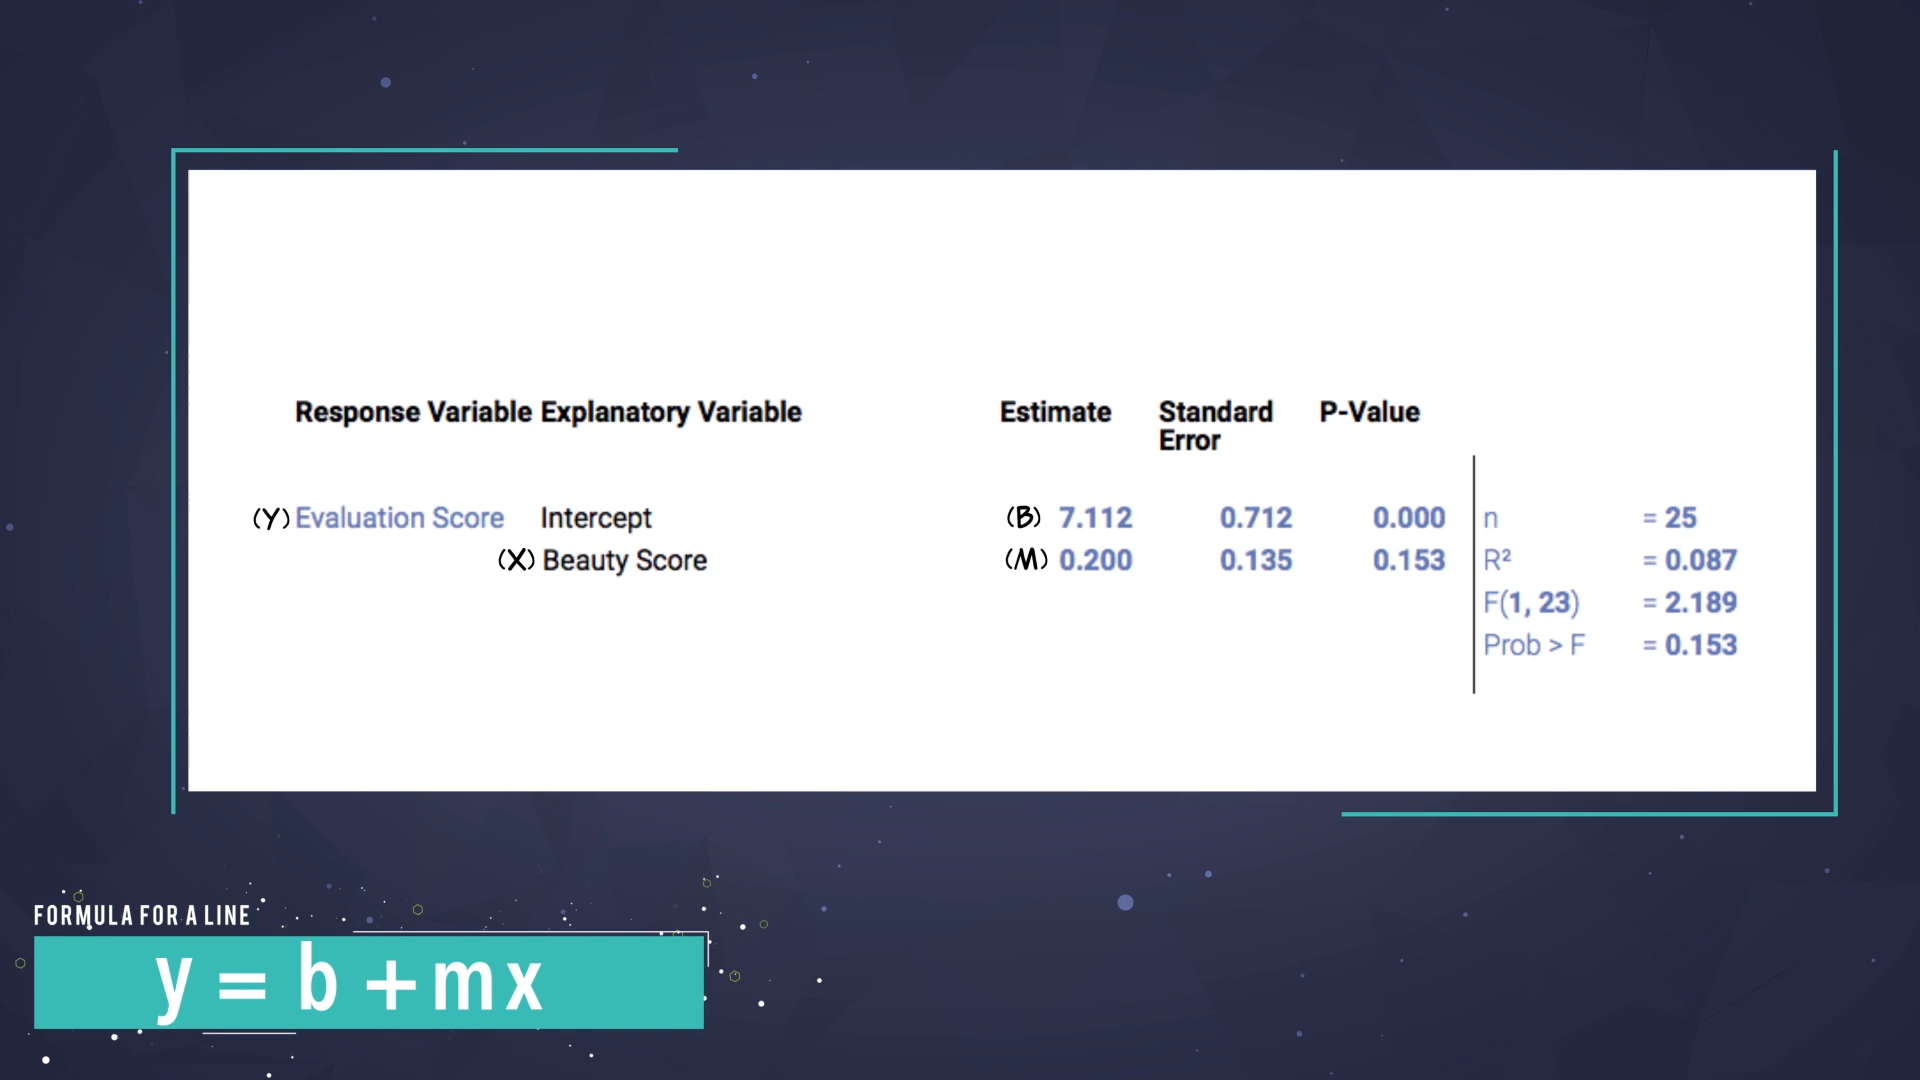 Response Variable Explanatory Variable Estimate Standard Error P-Value
(Y) Evaluation Score Intercept (B) 7.112 0.712 0.000 n = 25
(X) Beauty Score (M) 0.200 0.135 0.153 R² = 0.087
F(1, 23) = 2.189
Prob > F = 0.153
FORMULA FOR A LINE
y = b + mx